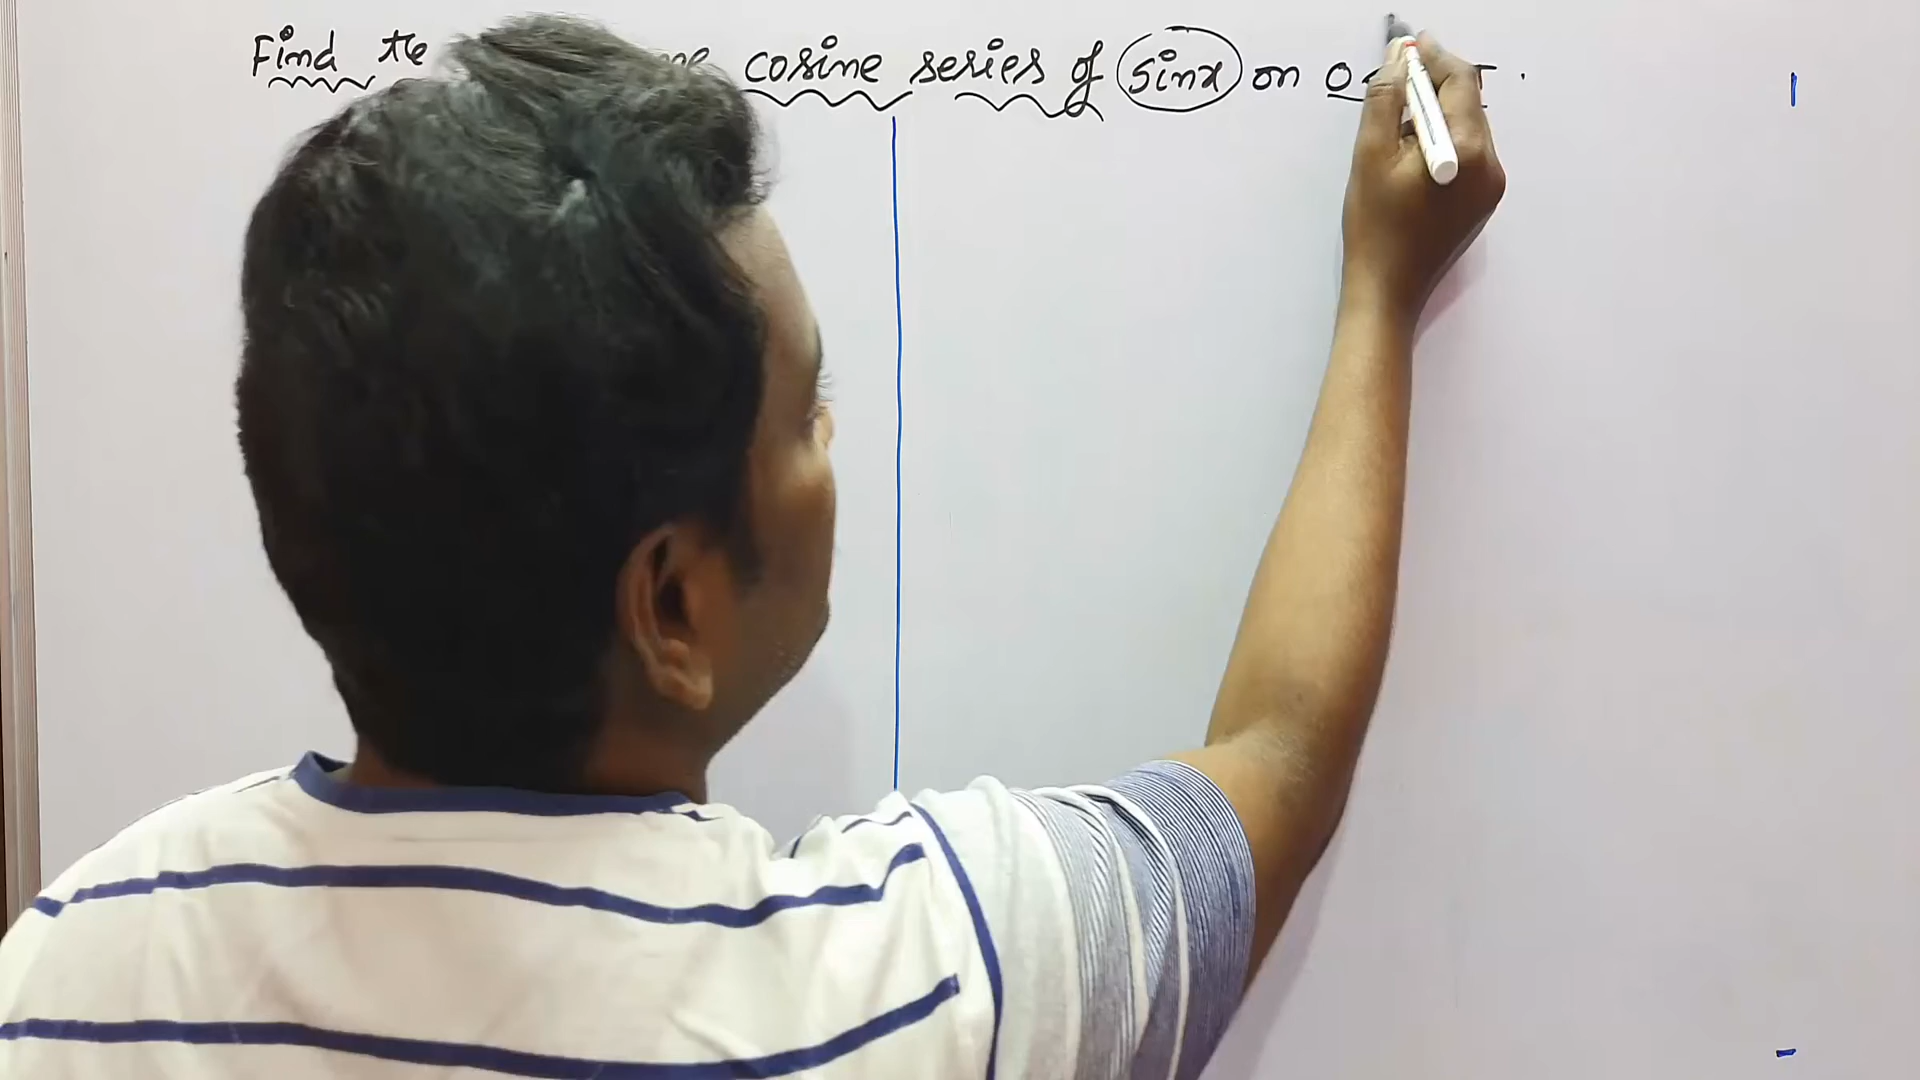 Find the cosine series of sinx on